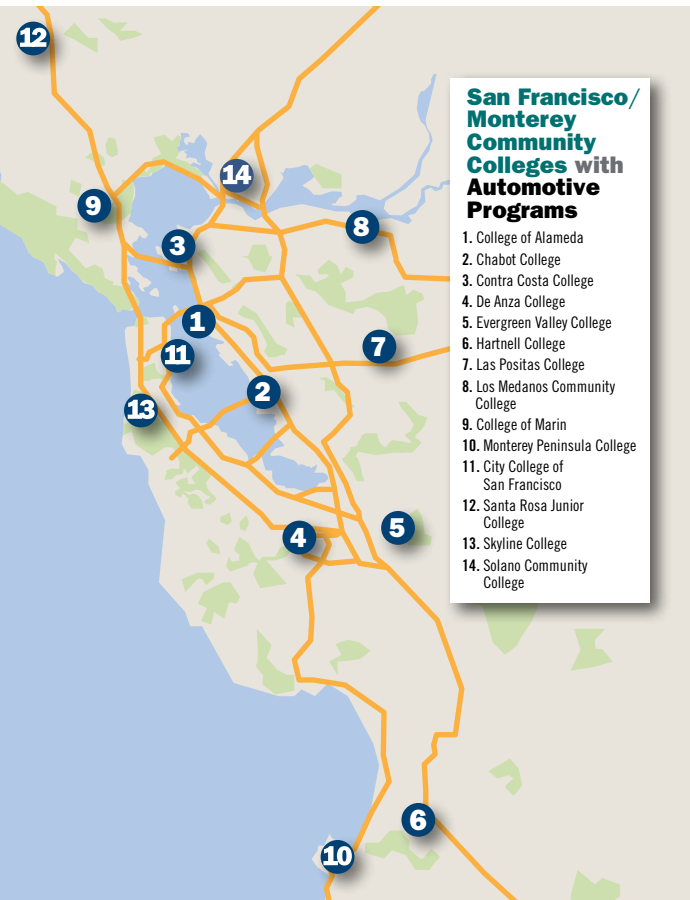 12
14
9
8
3
1
7
11
2
13
5
4
6
10
San Francisco/
Monterey
Community
Colleges with
Automotive
Programs
1. College of Alameda
2. Chabot College
3. Contra Costa College
4. De Anza College
5. Evergreen Valley College
6. Hartnell College
7. Las Positas College
8. Los Medanos Community
College
9. College of Marin
10. Monterey Peninsula College
11. City College of
San Francisco
12. Santa Rosa Junior
College
13. Skyline College
14. Solano Community
College